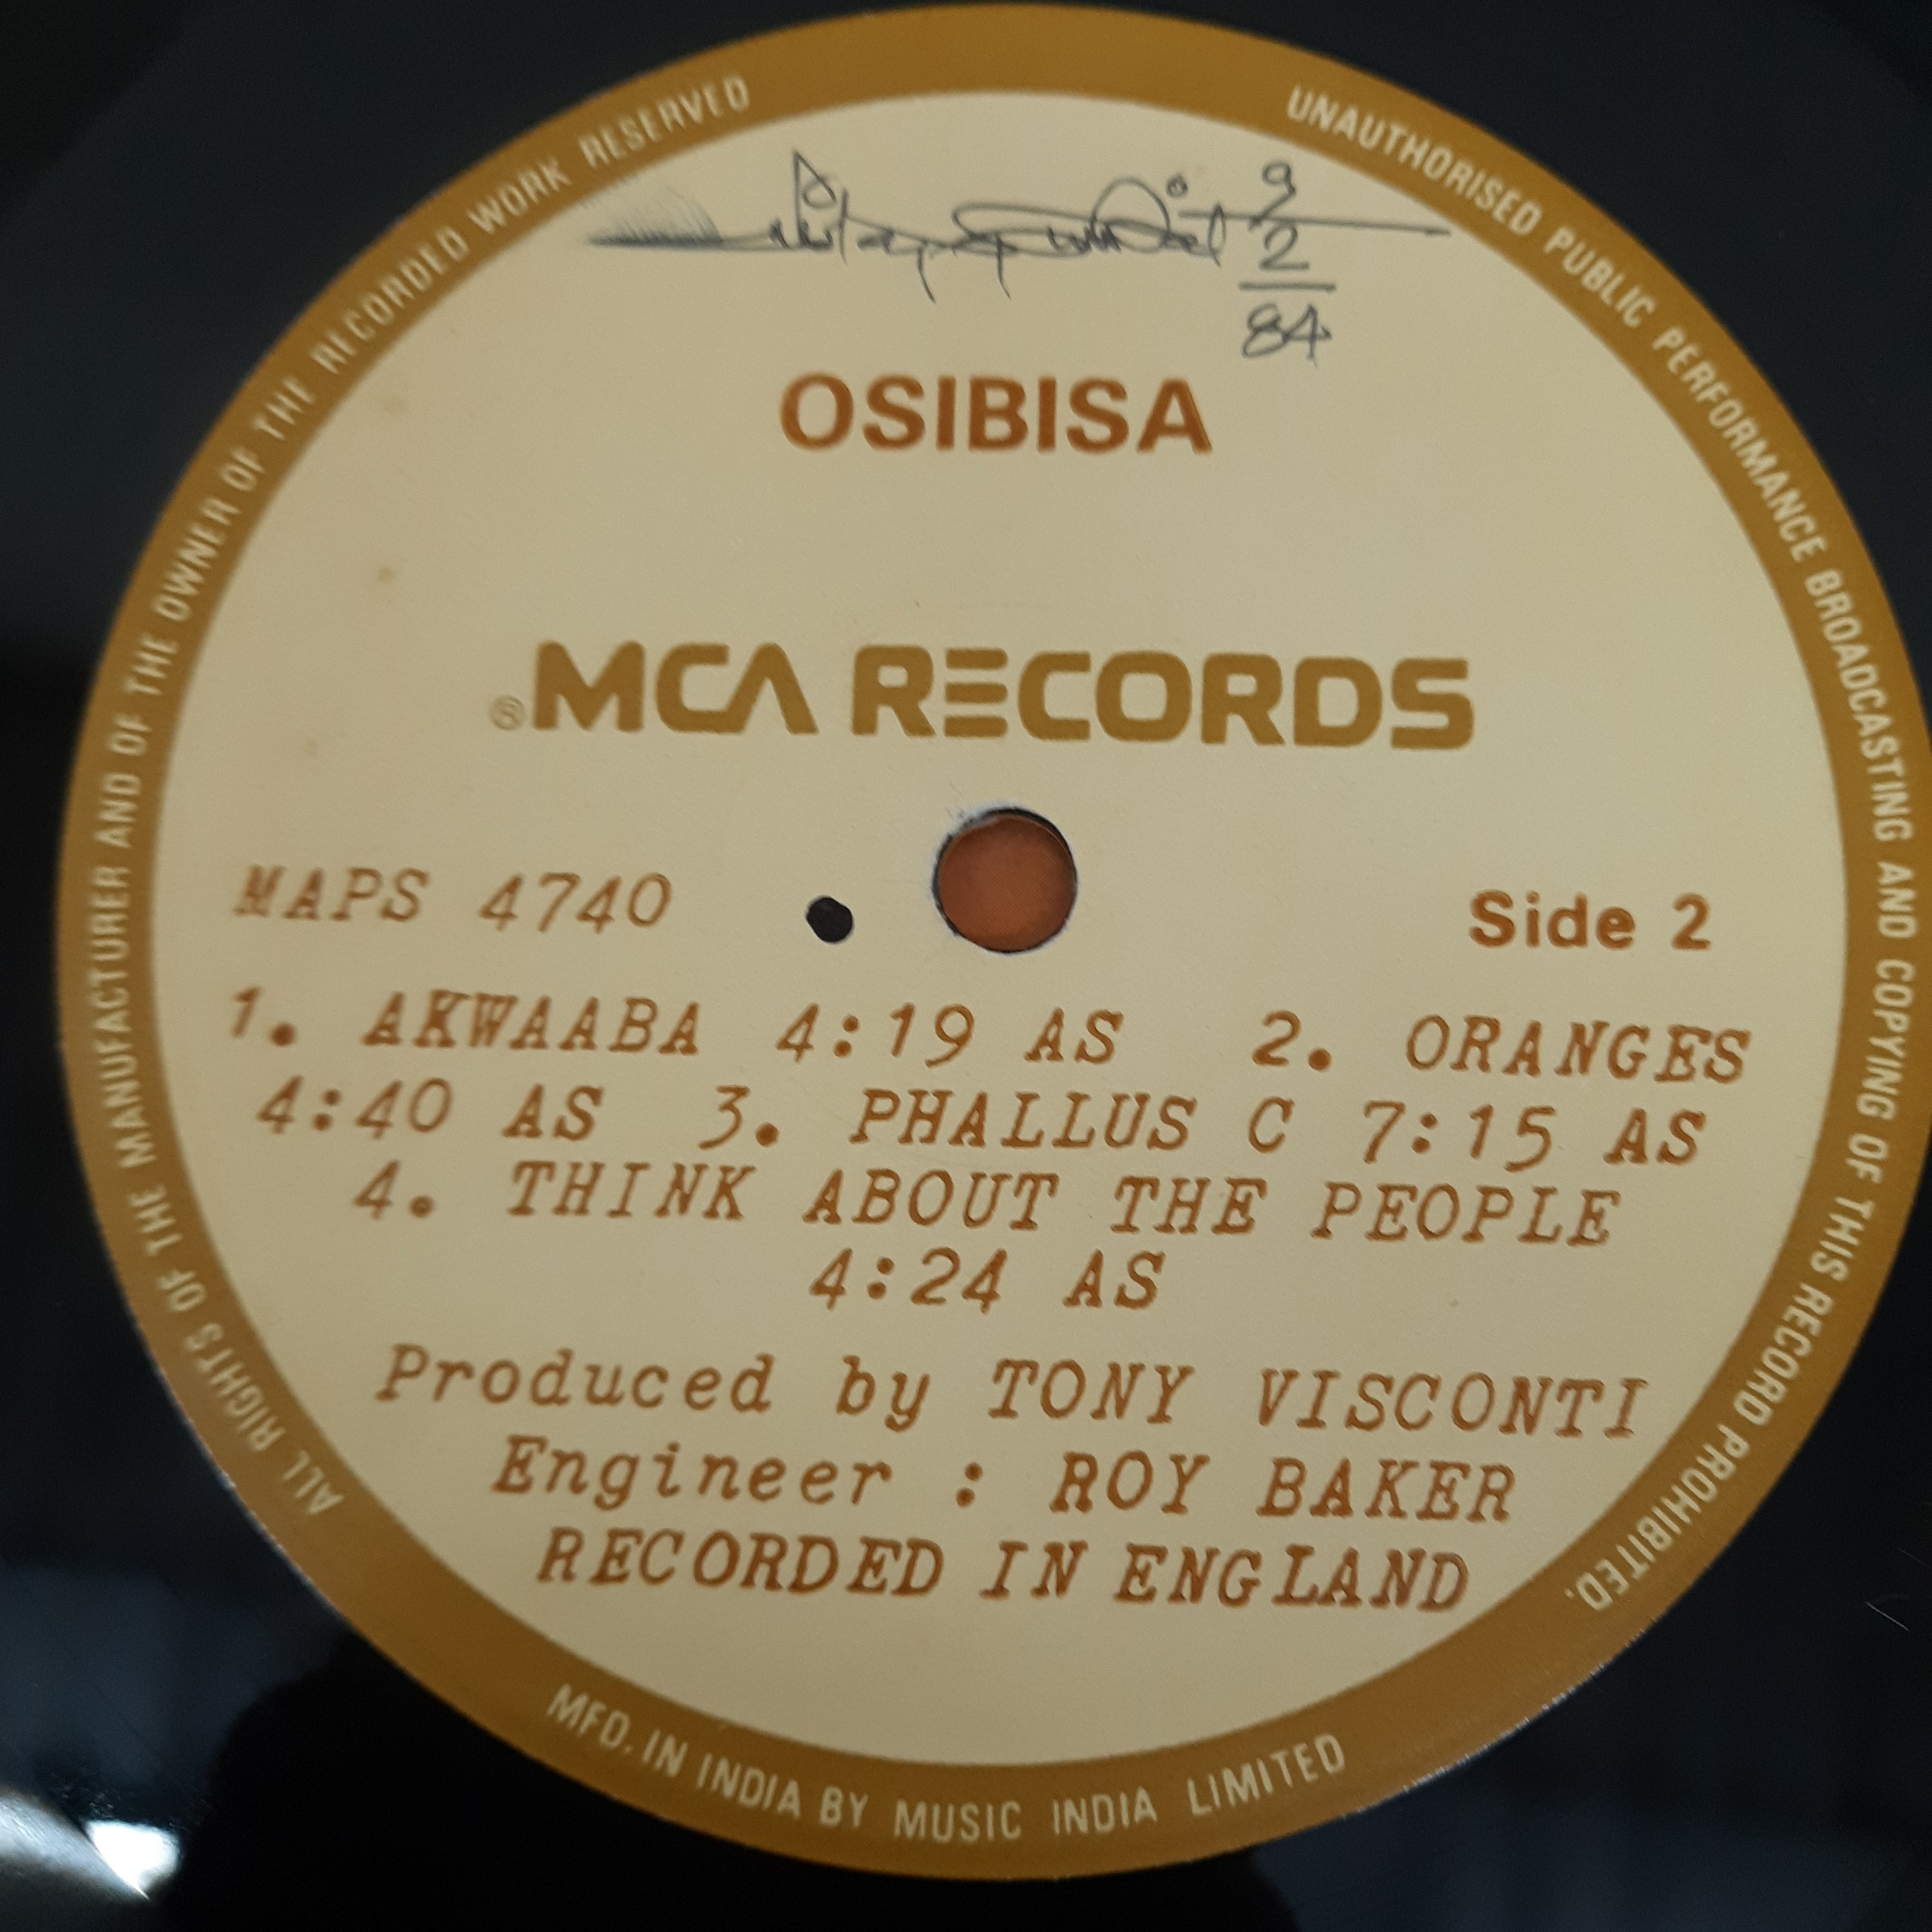 9
2
84
OSIBISA
® MCA RECORDS
MAPS 4740
Side 2
1. AKWAABA 4:19 AS 2. ORANGES
4:40 AS 3. PHALLUS C 7:15 AS
4. THINK ABOUT THE PEOPLE
4:24 AS
Produced by TONY VISCONTI
Engineer : ROY BAKER
RECORDED IN ENGLAND
ALL RIGHTS OF THE MANUFACTURER AND OF THE OWNER OF THE RECORDED WORK RESERVED
UNAUTHORISED PUBLIC PERFORMANCE BROADCASTING AND COPYING OF THIS RECORD PROHIBITED.
MFD. IN INDIA BY MUSIC INDIA LIMITED